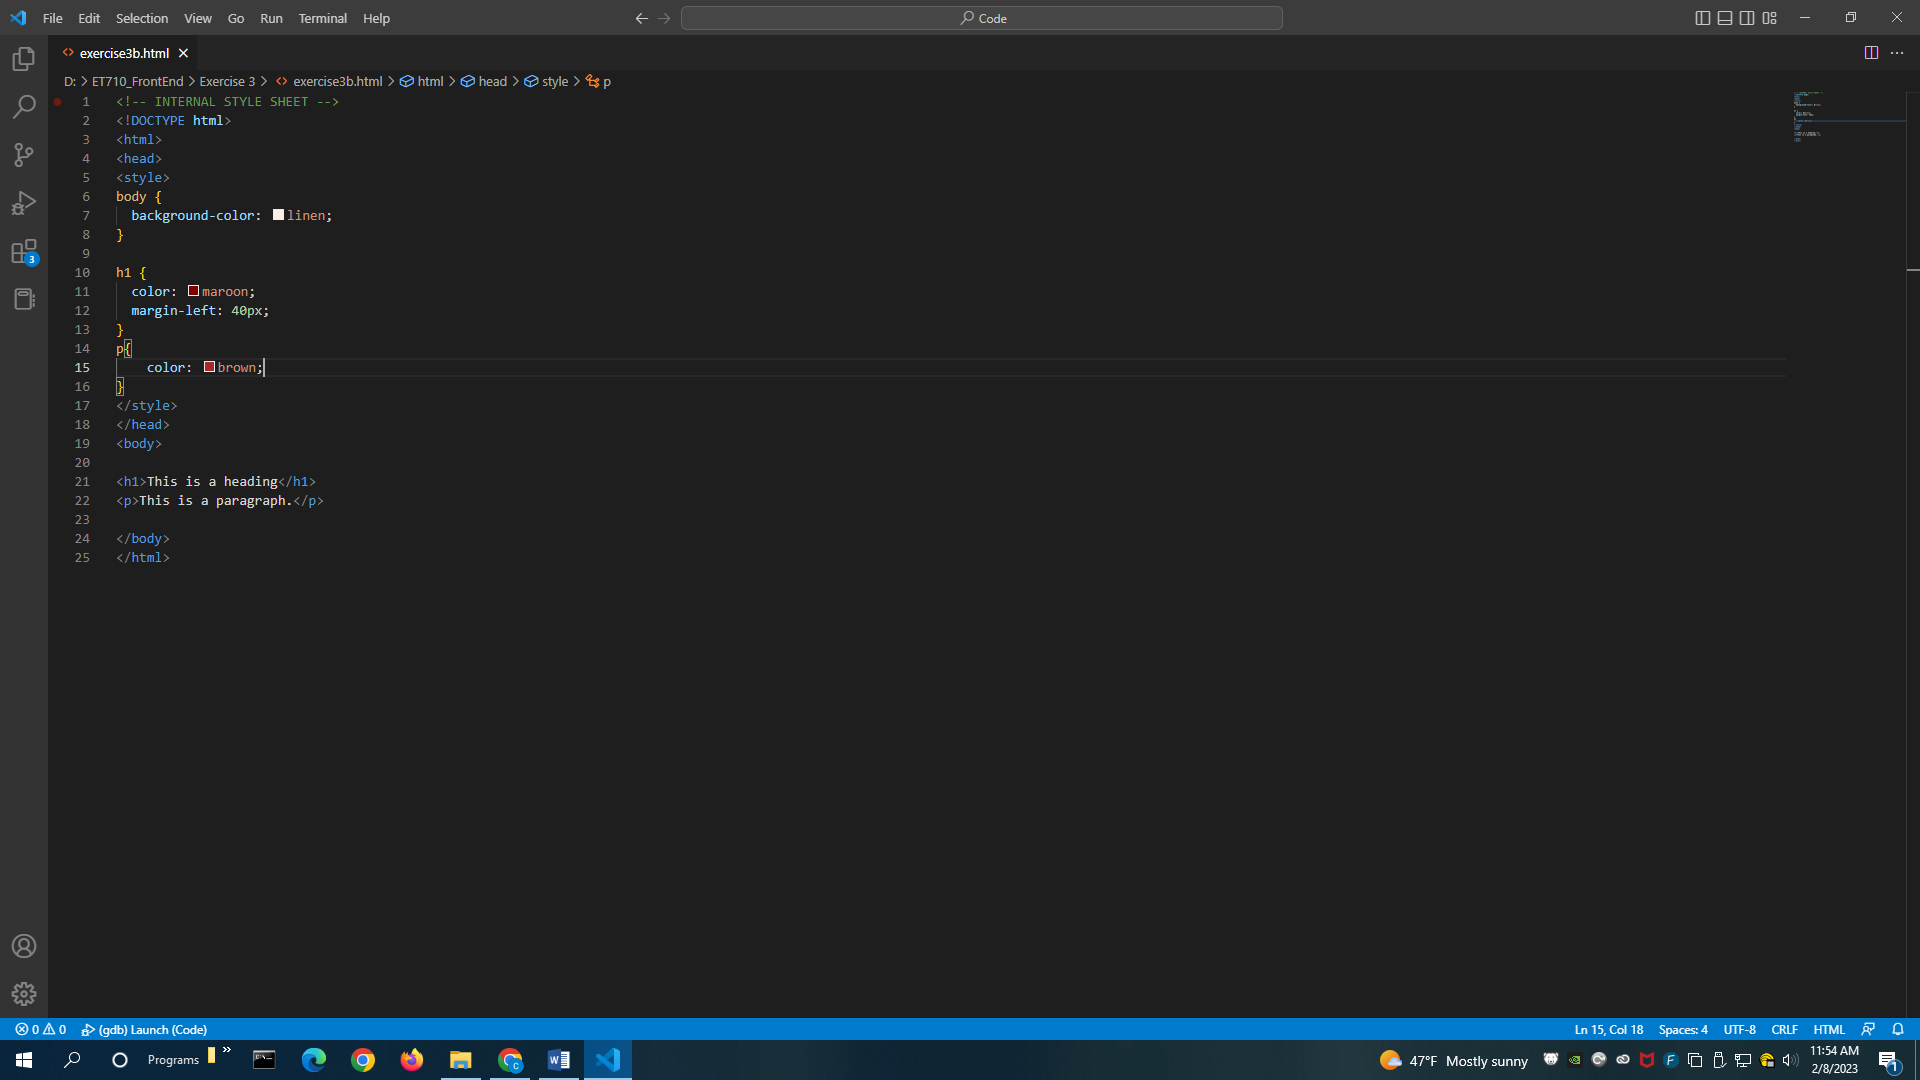 File Edit Selection View Go Run Terminal Help
Code
exercise3b.html
D: > ET710_FrontEnd > Exercise 3 > exercise3b.html > html > head > style > p
1 <!-- INTERNAL STYLE SHEET -->
2 <!DOCTYPE html>
3 <html>
4 <head>
5 <style>
6 body {
7 background-color: linen;
8 }
9
10 h1 {
11 color: maroon;
12 margin-left: 40px;
13 }
14 p{
15 color: brown;
16 }
17 </style>
18 </head>
19 <body>
20
21 <h1>This is a heading</h1>
22 <p>This is a paragraph.</p>
23
24 </body>
25 </html>
3
0 0 (gdb) Launch (Code)
Ln 15, Col 18 Spaces: 4 UTF-8 CRLF HTML
Programs
47°F Mostly sunny
11:54 AM
2/8/2023
1